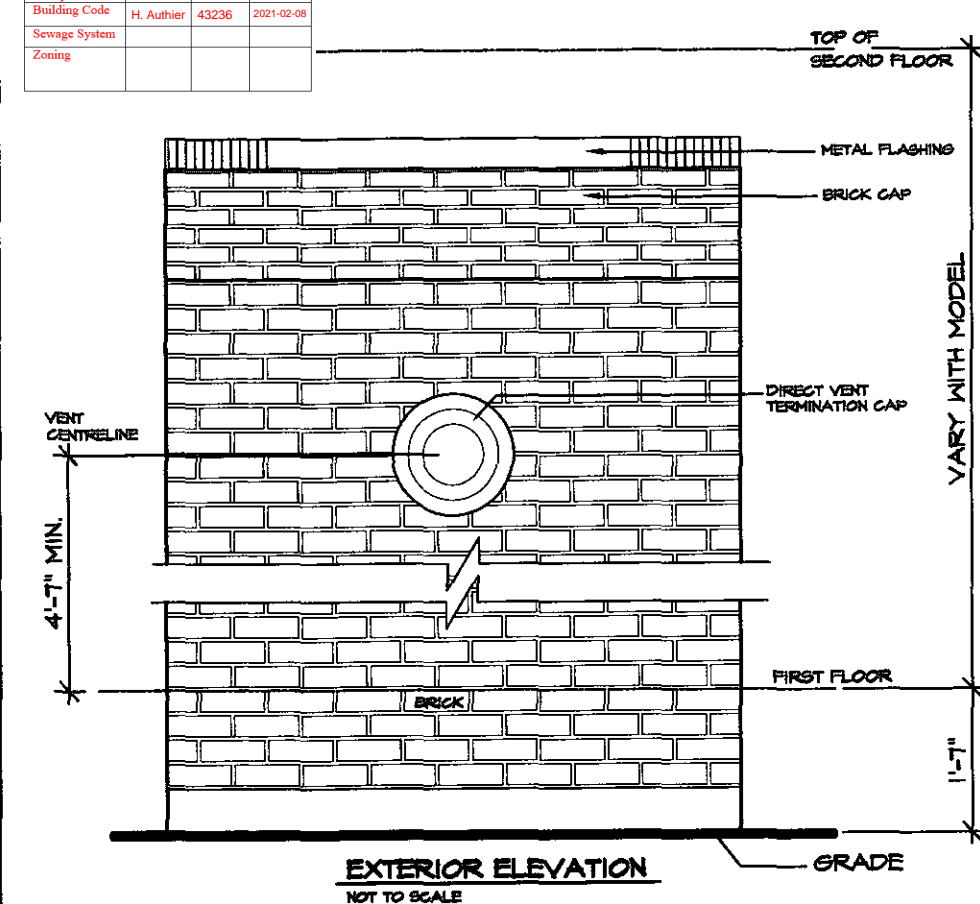 Building Code H. Authier 43236 2021-02-08
Sewage System
Zoning
TOP OF
SECOND FLOOR
METAL FLASHING
BRICK CAP
VARY WITH MODEL
DIRECT VENT
TERMINATION CAP
VENT
CENTRELINE
4'-7" MIN.
FIRST FLOOR
BRICK
1'-7"
GRADE
EXTERIOR ELEVATION
NOT TO SCALE